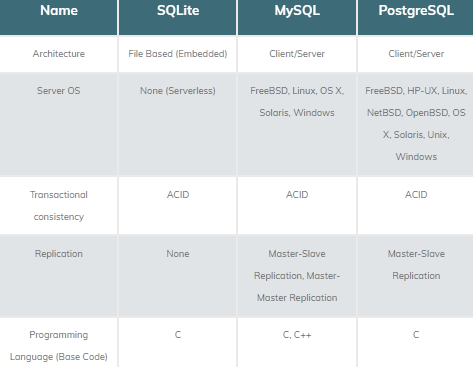 Name SQLite MySQL PostgreSQL
Architecture File Based (Embedded) Client/Server Client/Server
Server OS None (Serverless) FreeBSD, Linux, OS X, FreeBSD, HP-UX, Linux,
Solaris, Windows NetBSD, OpenBSD, OS
X, Solaris, Unix,
Windows
Transactional ACID ACID ACID
consistency
Replication None Master-Slave Master-Slave
Replication, Master- Replication
Master Replication
Programming C C, C++ C
Language (Base Code)